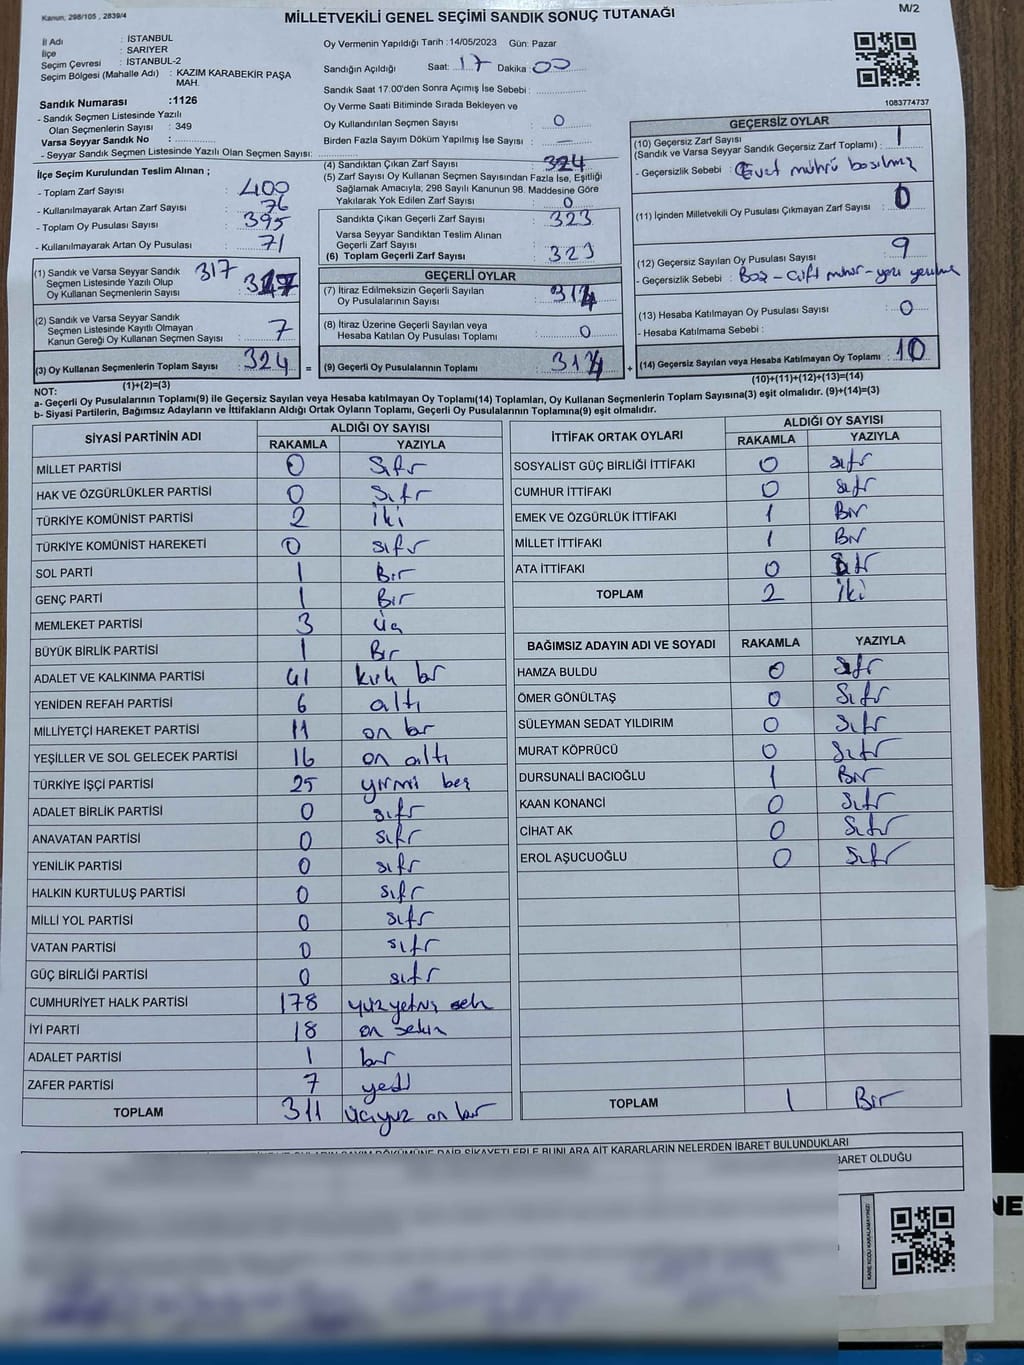 Kanun, 298/105 , 2839/4
MİLLETVEKİLİ GENEL SEÇİMİ SANDIK SONUÇ TUTANAĞI
M/2
İl Adı : İSTANBUL
İlçe : SARIYER
Seçim Çevresi : İSTANBUL-2
Seçim Bölgesi (Mahalle Adı) : KAZIM KARABEKİR PAŞA MAH.
Sandık Numarası :1126
- Sandık Seçmen Listesinde Yazılı Olan Seçmenlerin Sayısı : 349
Varsa Seyyar Sandık No :
- Seyyar Sandık Seçmen Listesinde Yazılı Olan Seçmen Sayısı:
İlçe Seçim Kurulundan Teslim Alınan ;
- Toplam Zarf Sayısı : 400
- Kullanılmayarak Artan Zarf Sayısı : 76
- Toplam Oy Pusulası Sayısı : 395
- Kullanılmayarak Artan Oy Pusulası : 71
(1) Sandık ve Varsa Seyyar Sandık Seçmen Listesinde Yazılı Olup Oy Kullanan Seçmenlerin Sayısı : 317
(2) Sandık ve Varsa Seyyar Sandık Seçmen Listesinde Kayıtlı Olmayan Kanun Gereği Oy Kullanan Seçmen Sayısı : 7
(3) Oy Kullanan Seçmenlerin Toplam Sayısı : 324 =
Oy Vermenin Yapıldığı Tarih :14/05/2023 Gün: Pazar
Sandığın Açıldığı Saat: 17 Dakika: 00
Sandık Saat 17.00'den Sonra Açımış İse Sebebi :
Oy Verme Saati Bitiminde Sırada Bekleyen ve
Oy Kullandırılan Seçmen Sayısı : 0
Birden Fazla Sayım Döküm Yapılmış İse Sayısı : —
(4) Sandıktan Çıkan Zarf Sayısı : 324
(5) Zarf Sayısı Oy Kullanan Seçmen Sayısından Fazla İse, Eşitliği
Sağlamak Amacıyla, 298 Sayılı Kanunun 98. Maddesine Göre
Yakılarak Yok Edilen Zarf Sayısı : 0
Sandıkta Çıkan Geçerli Zarf Sayısı : 323
Varsa Seyyar Sandıktan Teslim Alınan
Geçerli Zarf Sayısı :
(6) Toplam Geçerli Zarf Sayısı : 323
GEÇERLİ OYLAR
(7) İtiraz Edilmeksizin Geçerli Sayılan Oy Pusulalarının Sayısı : 314
(8) İtiraz Üzerine Geçerli Sayılan veya Hesaba Katılan Oy Pusulaları Toplamı : 0
(9) Geçerli Oy Pusulalarının Toplamı : 314 +
1083774737
GEÇERSİZ OYLAR
(10) Geçersiz Zarf Sayısı
(Sandık ve Varsa Seyyar Sandık Geçersiz Zarf Toplamı) : 1
- Geçersizlik Sebebi : Evet mührü basılmış
(11) İçinden Milletvekili Oy Pusulası Çıkmayan Zarf Sayısı : 0
(12) Geçersiz Sayılan Oy Pusulası Sayısı : 9
- Geçersizlik Sebebi : Boş - çift mühür - yazı
(13) Hesaba Katılmayan Oy Pusulası Sayısı : 0
- Hesaba Katılmama Sebebi :
(14) Geçersiz Sayılan veya Hesaba Katılmayan Oy Toplamı : 10
NOT: (1)+(2)=(3) (10)+(11)+(12)+(13)=(14)
a- Geçerli Oy Pusulalarının Toplamı(9) ile Geçersiz Sayılan veya Hesaba katılmayan Oy Toplamı(14) Toplamları, Oy Kullanan Seçmenlerin Toplam Sayısına(3) eşit olmalıdır. (9)+(14)=(3)
b- Siyasi Partilerin, Bağımsız Adayların ve İttifakların Aldığı Ortak Oyların Toplamı, Geçerli Oy Pusulalarının Toplamına(9) eşit olmalıdır.
SİYASİ PARTİNİN ADI ALDIĞI OY SAYISI
RAKAMLA YAZIYLA
MİLLET PARTİSİ 0 Sıfır
HAK VE ÖZGÜRLÜKLER PARTİSİ 0 Sıfır
TÜRKİYE KOMÜNİST PARTİSİ 2 iki
TÜRKİYE KOMÜNİST HAREKETİ 0 sıfır
SOL PARTİ 1 Bir
GENÇ PARTİ 1 Bir
MEMLEKET PARTİSİ 3 üç
BÜYÜK BİRLİK PARTİSİ 1 Bir
ADALET VE KALKINMA PARTİSİ 41 kırk bir
YENİDEN REFAH PARTİSİ 6 altı
MİLLİYETÇİ HAREKET PARTİSİ 11 on bir
YEŞİLLER VE SOL GELECEK PARTİSİ 16 on altı
TÜRKİYE İŞÇİ PARTİSİ 25 yirmi beş
ADALET BİRLİK PARTİSİ 0 sıfır
ANAVATAN PARTİSİ 0 sıfır
YENİLİK PARTİSİ 0 sıfır
HALKIN KURTULUŞ PARTİSİ 0 sıfır
MİLLİ YOL PARTİSİ 0 sıfır
VATAN PARTİSİ 0 sıfır
GÜÇ BİRLİĞİ PARTİSİ 0 sıfır
CUMHURİYET HALK PARTİSİ 178 yüz yetmiş sekiz
İYİ PARTİ 18 on sekiz
ADALET PARTİSİ 1 bir
ZAFER PARTİSİ 7 yedi
TOPLAM 311 üçyüz on bir
İTTİFAK ORTAK OYLARI ALDIĞI OY SAYISI
RAKAMLA YAZIYLA
SOSYALİST GÜÇ BİRLİĞİ İTTİFAKI 0 sıfır
CUMHUR İTTİFAKI 0 sıfır
EMEK VE ÖZGÜRLÜK İTTİFAKI 1 Bir
MİLLET İTTİFAKI 1 Bir
ATA İTTİFAKI 0 Sıfır
TOPLAM 2 iki
BAĞIMSIZ ADAYIN ADI VE SOYADI RAKAMLA YAZIYLA
HAMZA BULDU 0 sıfır
ÖMER GÖNÜLTAŞ 0 Sıfır
SÜLEYMAN SEDAT YILDIRIM 0 Sıfır
MURAT KÖPRÜCÜ 0 Sıfır
DURSUNALİ BACIOĞLU 1 Bir
KAAN KONANCİ 0 Sıfır
CİHAT AK 0 Sıfır
EROL AŞUCUOĞLU 0 Sıfır
TOPLAM 1 Bir
DAİR ŞİKAYETLERLE BUNLARA AİT KARARLARIN NELERDEN İBARET BULUNDUKLARI
İBARET OLDUĞU
KARE KODU KARALAMAYINIZ!
NE